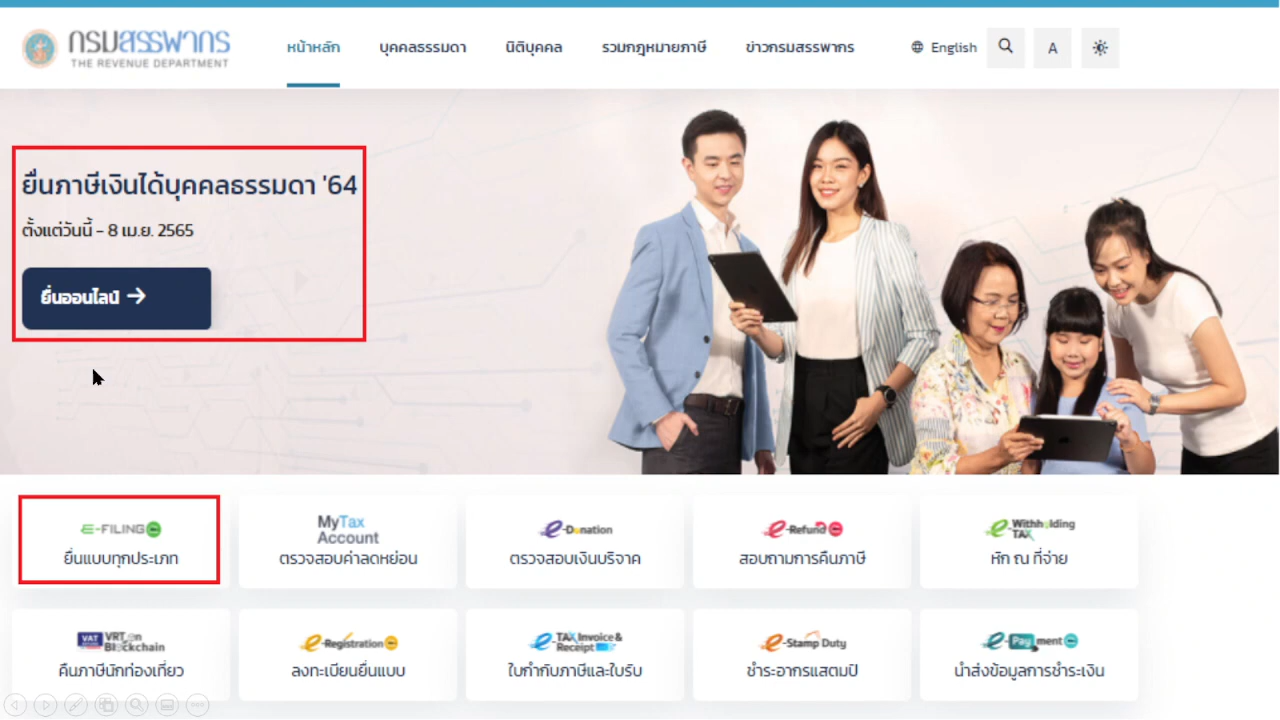 กรมสรรพากร
THE REVENUE DEPARTMENT
หน้าหลัก บุคคลธรรมดา นิติบุคคล รวมกฎหมายภาษี ข่าวกรมสรรพากร English A
ยื่นภาษีเงินได้บุคคลธรรมดา '64
ตั้งแต่วันนี้ - 8 เม.ย. 2565
ยื่นออนไลน์ →
E-FILING
ยื่นแบบทุกประเภท
MyTax
Account
ตรวจสอบค่าลดหย่อน
e-Donation
ตรวจสอบเงินบริจาค
e-Refund
สอบถามการคืนภาษี
e-Withholding
TAX
หัก ณ ที่จ่าย
VAT VRT on
Blockchain
คืนภาษีนักท่องเที่ยว
e-Registration
ลงทะเบียนยื่นแบบ
e-TAX Invoice &
Receipt
ใบกำกับภาษีและใบรับ
e-Stamp Duty
ชำระอากรแสตมป์
e-Payment
นำส่งข้อมูลการชำระเงิน